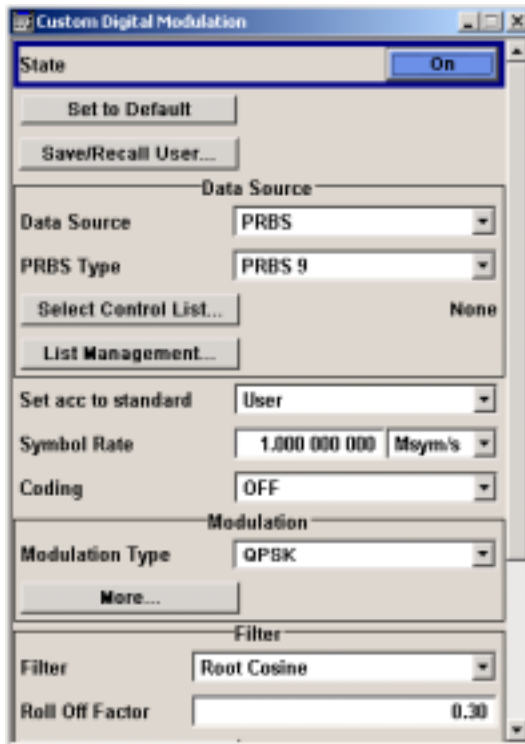 Custom Digital Modulation
State On
Set to Default
Save/Recall User...
Data Source
Data Source PRBS
PRBS Type PRBS 9
Select Control List... None
List Management...
Set acc to standard User
Symbol Rate 1.000 000 000 Msym/s
Coding OFF
Modulation
Modulation Type QPSK
More...
Filter
Filter Root Cosine
Roll Off Factor 0.30